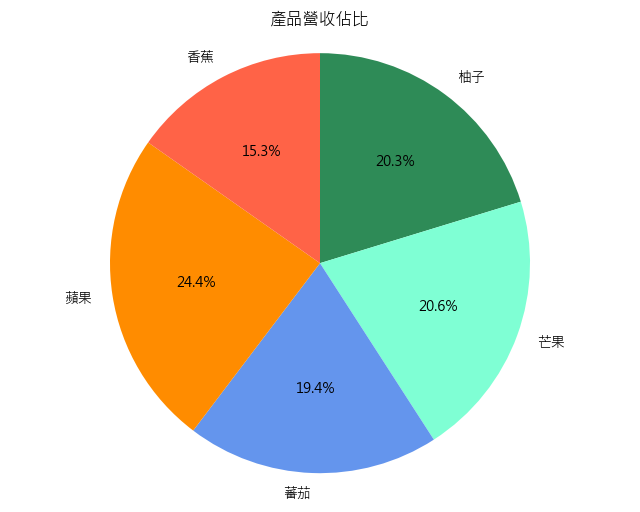 產品營收佔比
香蕉
柚子
15.3%
20.3%
24.4%
蘋果
20.6%
芒果
19.4%
蕃茄